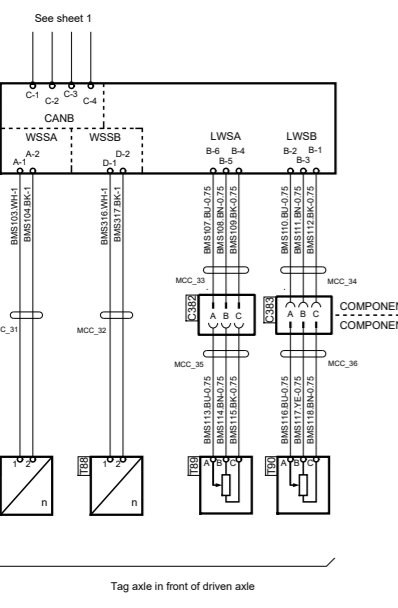 See sheet 1
C-1 C-2 C-3 C-4
CANB
WSSA WSSB LWSA LWSB
A-1 A-2 D-1 D-2 B-6 B-5 B-4 B-2 B-3 B-1
BMS103.WH-1
BMS104.BK-1
BMS316.WH-1
BMS317.BK-1
BMS107.BU-0.75
BMS108.BN-0.75
BMS109.BK-0.75
BMS110.BU-0.75
BMS111.BN-0.75
BMS112.BK-0.75
MCC_33 MCC_34
C382 A B C
C383 A B C
COMPONEN
COMPONEN
C_31 MCC_32
MCC_35 MCC_36
BMS113.BU-0.75
BMS114.BN-0.75
BMS115.BK-0.75
BMS116.BU-0.75
BMS117.YE-0.75
BMS118.BN-0.75
1 2 n
T88 1 2 n
T89 A B C
T90 A B C
Tag axle in front of driven axle